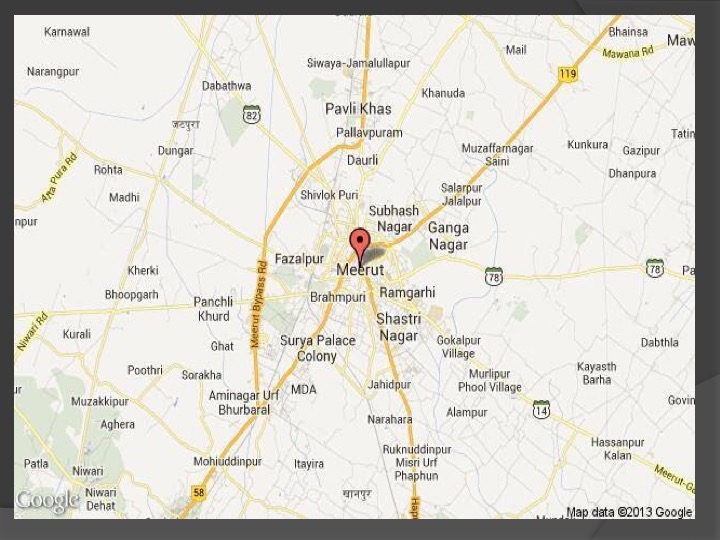 Karnawal
Bhainsa
Mawana Rd
Maw
Mail
Siwaya-Jamalullapur
Narangpur
119
Dabathwa
Khanuda
Pavli Khas
82
जटपुरा
Pallavpuram
Tatin
Dungar
Muzaffarnagar
Saini
Kunkura
Gazipur
Daurli
Rohta
Atta Pura Rd
Dhanpura
Madhi
Shivlok Puri
Salarpur
Jalalpur
npur
Subhash
Nagar
Ganga
Nagar
Fazalpur
Kherki
Meerut
78
78
Pa
Bhoopgarh
Panchli
Khurd
Meerut Bypass Rd
Brahmpuri
Ramgarhi
Niwari Rd
Kurali
Shastri
Nagar
Ghat
Surya Palace
Colony
Gokalpur
Village
Dabthla
Poothri
Sorakha
Murlipur
Phool Village
Kayasth
Barha
MDA
Jahidpur
Muzakkipur
Aminagar Urf
Bhurbaral
Govin
14
Alampur
Aghera
Narahara
Hassanpur
Kalan
Patla
Niwari
Mohiuddinpur
Itayira
Ruknuddinpur
Misri Urf
Phaphun
Meerut-Ga
Niwari
Dehat
58
खानपुर
Hapu
Google
Map data ©2013 Google